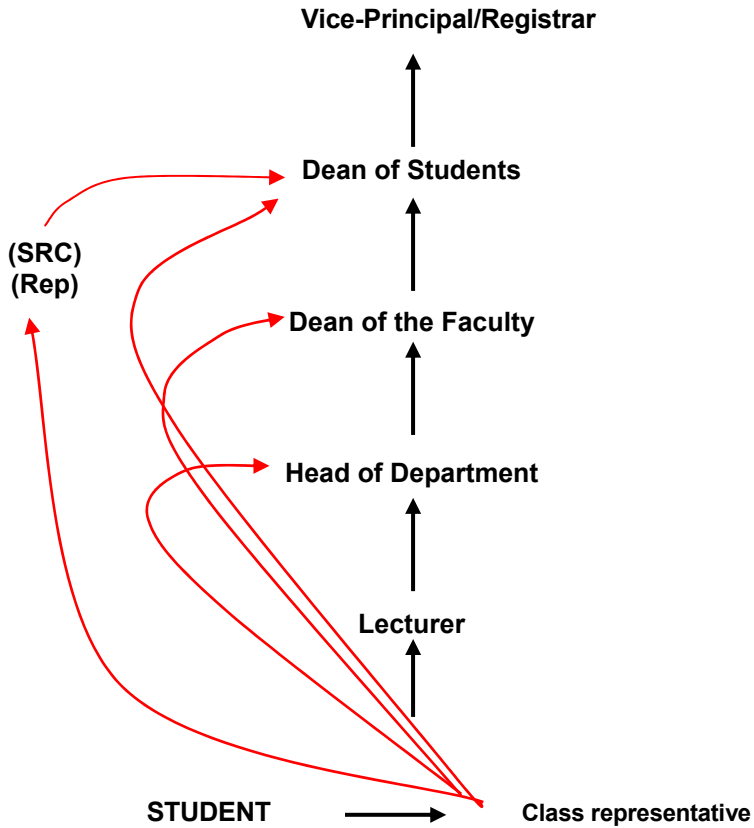 Vice-Principal/Registrar
Dean of Students
(SRC)
(Rep)
Dean of the Faculty
Head of Department
Lecturer
STUDENT
Class representative